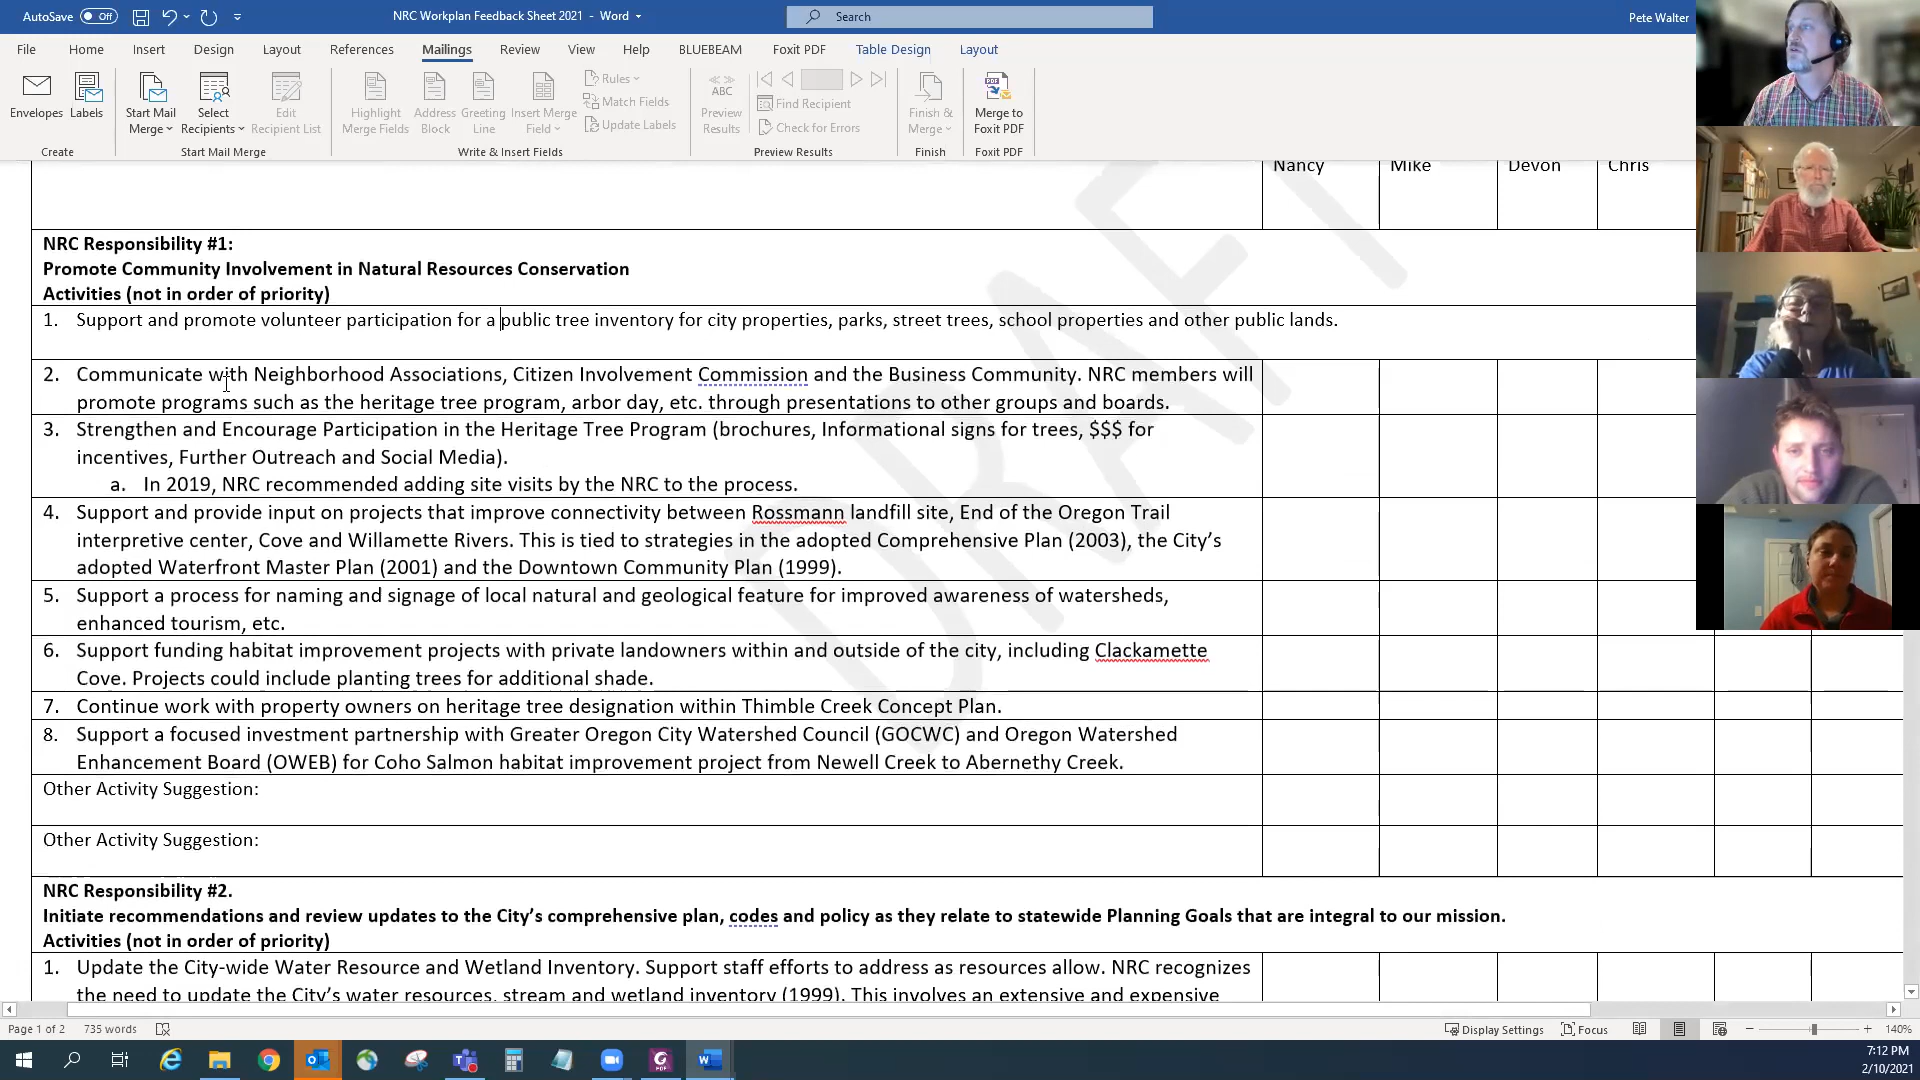 AutoSave Off NRC Workplan Feedback Sheet 2021 - Word Search Pete Walter
File Home Insert Design Layout References Mailings Review View Help BLUEBEAM Foxit PDF Table Design Layout
Envelopes Labels Start Mail Merge Select Recipients Edit Recipient List Highlight Merge Fields Address Block Greeting Line Insert Merge Field Rules Match Fields Update Labels ABC Preview Results Find Recipient Check for Errors Finish & Merge Merge to Foxit PDF
Create Start Mail Merge Write & Insert Fields Preview Results Finish Foxit PDF
Nancy Mike Devon Chris
DRAFT
NRC Responsibility #1:
Promote Community Involvement in Natural Resources Conservation
Activities (not in order of priority)
1. Support and promote volunteer participation for a public tree inventory for city properties, parks, street trees, school properties and other public lands.
2. Communicate with Neighborhood Associations, Citizen Involvement Commission and the Business Community. NRC members will
promote programs such as the heritage tree program, arbor day, etc. through presentations to other groups and boards.
3. Strengthen and Encourage Participation in the Heritage Tree Program (brochures, Informational signs for trees, $$$ for
incentives, Further Outreach and Social Media).
a. In 2019, NRC recommended adding site visits by the NRC to the process.
4. Support and provide input on projects that improve connectivity between Rossmann landfill site, End of the Oregon Trail
interpretive center, Cove and Willamette Rivers. This is tied to strategies in the adopted Comprehensive Plan (2003), the City's
adopted Waterfront Master Plan (2001) and the Downtown Community Plan (1999).
5. Support a process for naming and signage of local natural and geological feature for improved awareness of watersheds,
enhanced tourism, etc.
6. Support funding habitat improvement projects with private landowners within and outside of the city, including Clackamette
Cove. Projects could include planting trees for additional shade.
7. Continue work with property owners on heritage tree designation within Thimble Creek Concept Plan.
8. Support a focused investment partnership with Greater Oregon City Watershed Council (GOCWC) and Oregon Watershed
Enhancement Board (OWEB) for Coho Salmon habitat improvement project from Newell Creek to Abernethy Creek.
Other Activity Suggestion:
Other Activity Suggestion:
NRC Responsibility #2.
Initiate recommendations and review updates to the City's comprehensive plan, codes and policy as they relate to statewide Planning Goals that are integral to our mission.
Activities (not in order of priority)
1. Update the City-wide Water Resource and Wetland Inventory. Support staff efforts to address as resources allow. NRC recognizes
the need to update the City's water resources, stream and wetland inventory (1999). This involves an extensive and expensive
Page 1 of 2 735 words Display Settings Focus 140%
7:12 PM
2/10/2021